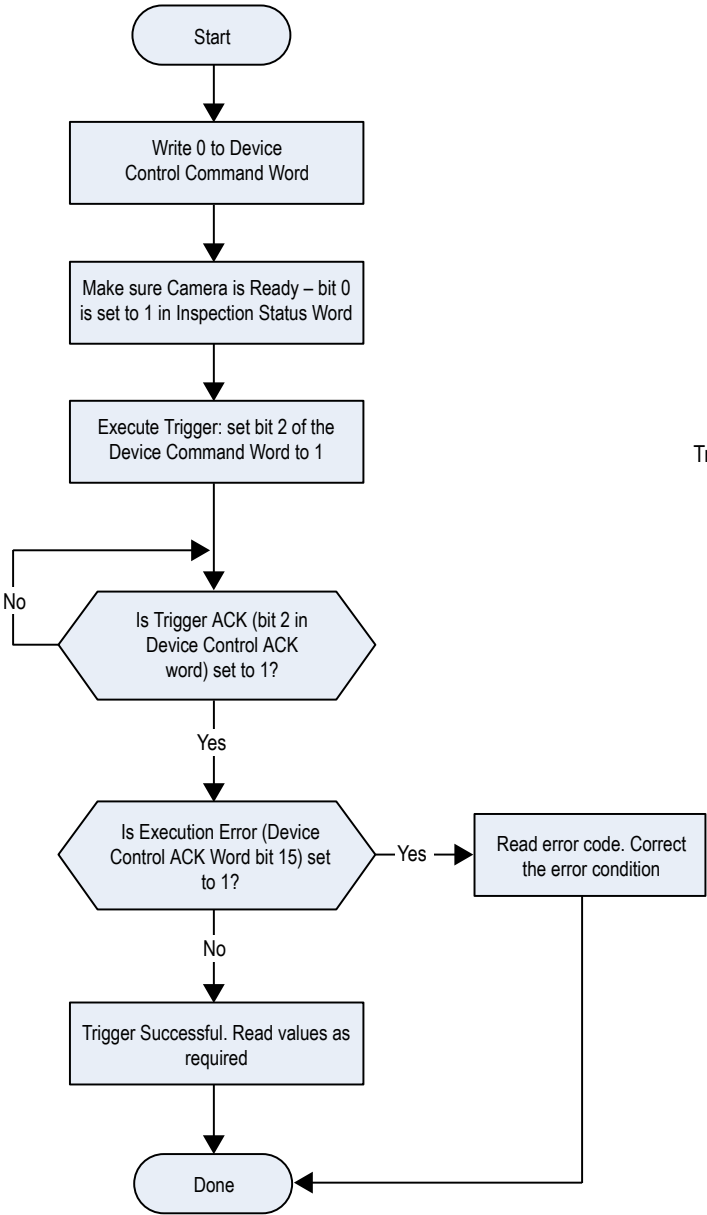 Start
Write 0 to Device
Control Command Word
Make sure Camera is Ready – bit 0
is set to 1 in Inspection Status Word
Execute Trigger: set bit 2 of the
Device Command Word to 1
Is Trigger ACK (bit 2 in
Device Control ACK
word) set to 1?
No
Yes
Is Execution Error (Device
Control ACK Word bit 15) set
to 1?
Yes
Read error code. Correct
the error condition
No
Trigger Successful. Read values as
required
Done